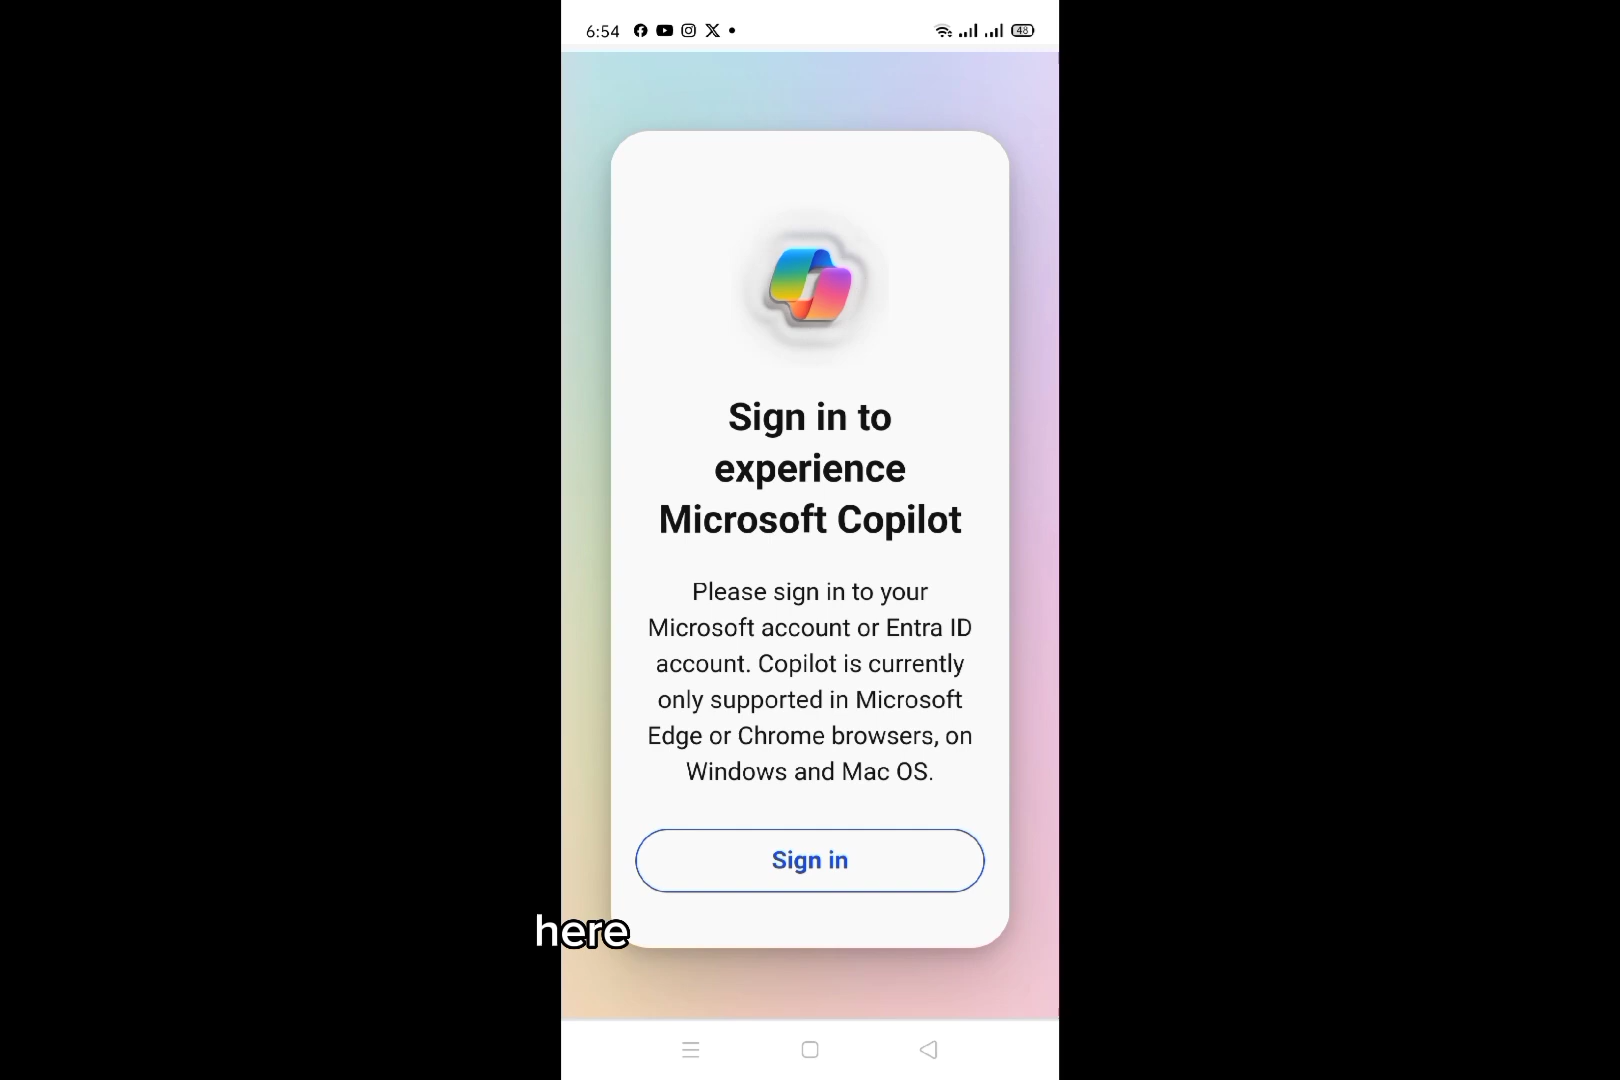 6:54
48
Sign in to
experience
Microsoft Copilot
Please sign in to your
Microsoft account or Entra ID
account. Copilot is currently
only supported in Microsoft
Edge or Chrome browsers, on
Windows and Mac OS.
Sign in
here